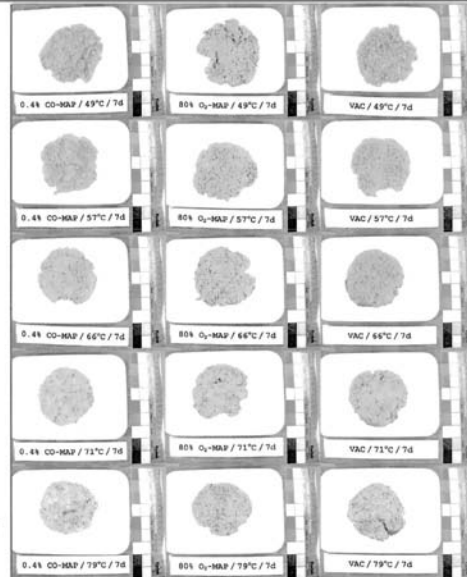 0.4% CO-MAP / 49°C / 7d
80% O₂-MAP / 49°C / 7d
VAC / 49°C / 7d
0.4% CO-MAP / 57°C / 7d
80% O₂-MAP / 57°C / 7d
VAC / 57°C / 7d
0.4% CO-MAP / 66°C / 7d
80% O₂-MAP / 66°C / 7d
VAC / 66°C / 7d
0.4% CO-MAP / 71°C / 7d
80% O₂-MAP / 71°C / 7d
VAC / 71°C / 7d
0.4% CO-MAP / 79°C / 7d
80% O₂-MAP / 79°C / 7d
VAC / 79°C / 7d